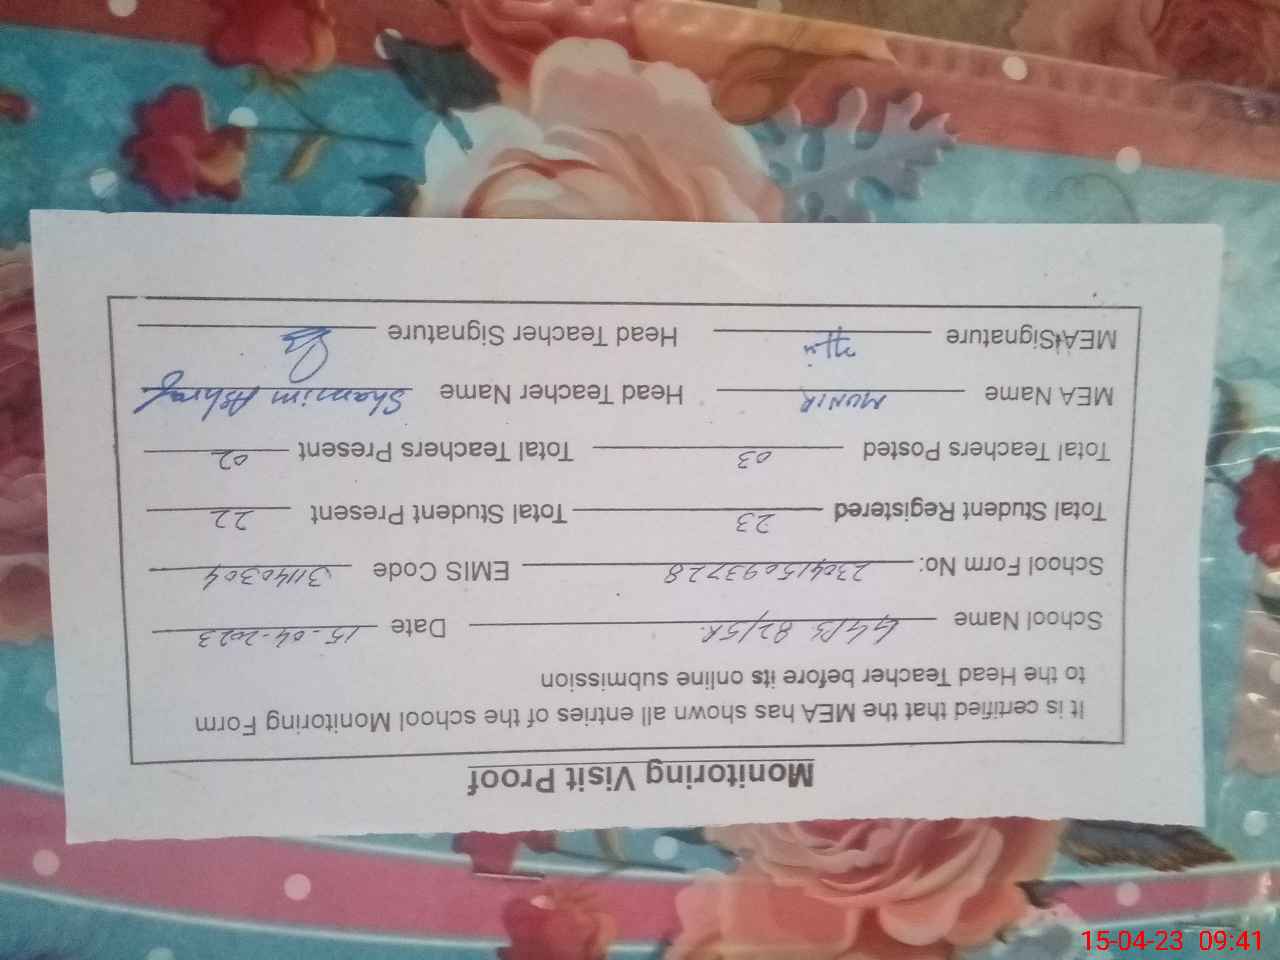 Monitoring Visit Proof
It is certified that the MEA has shown all entries of the school Monitoring Form
to the Head Teacher before its online submission
School Name GGPS 82/5R. Date 15-04-2023
School Form No: 230415093728 EMIS Code 31140304
Total Student Registered 23 Total Student Present 22
Total Teachers Posted 03 Total Teachers Present 02
MEA Name MUNIR Head Teacher Name Shamim Ashraf
MEA Signature Head Teacher Signature
15-04-23 09:41